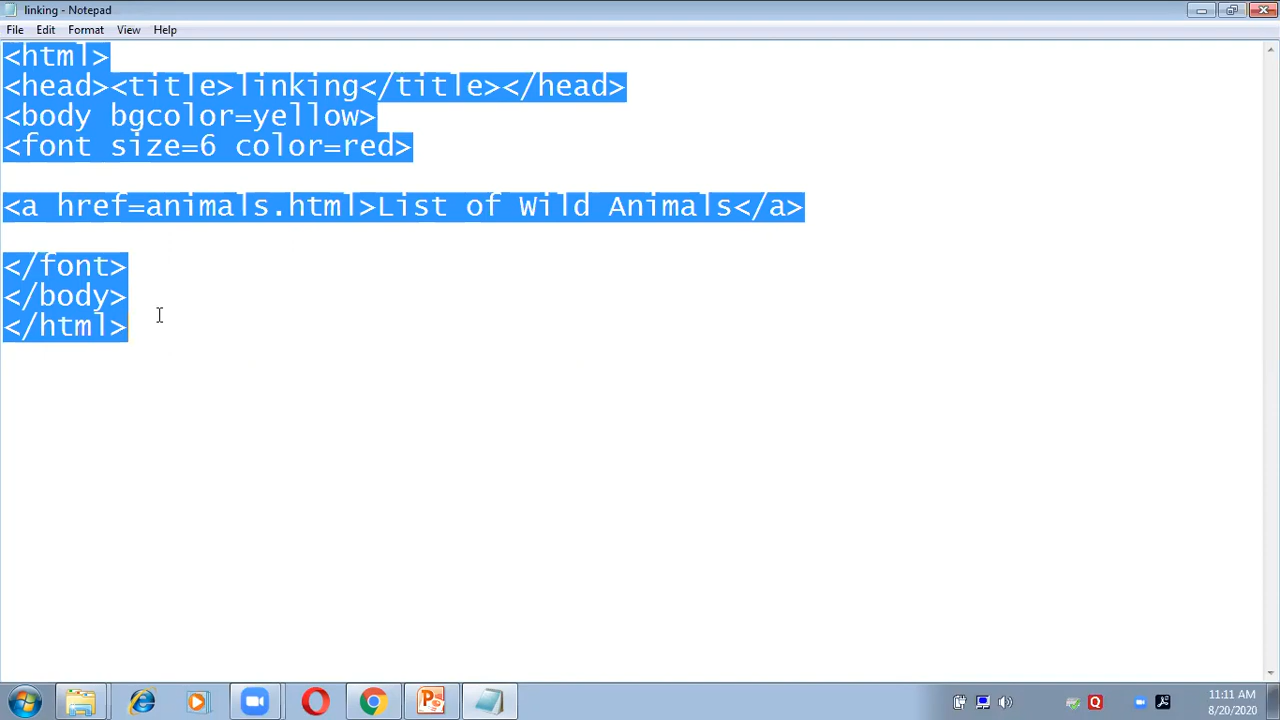 linking - Notepad
File Edit Format View Help
<html>
<head><title>linking</title></head>
<body bgcolor=yellow>
<font size=6 color=red>
<a href=animals.html>List of Wild Animals</a>
</font>
</body>
</html>
11:11 AM
8/20/2020